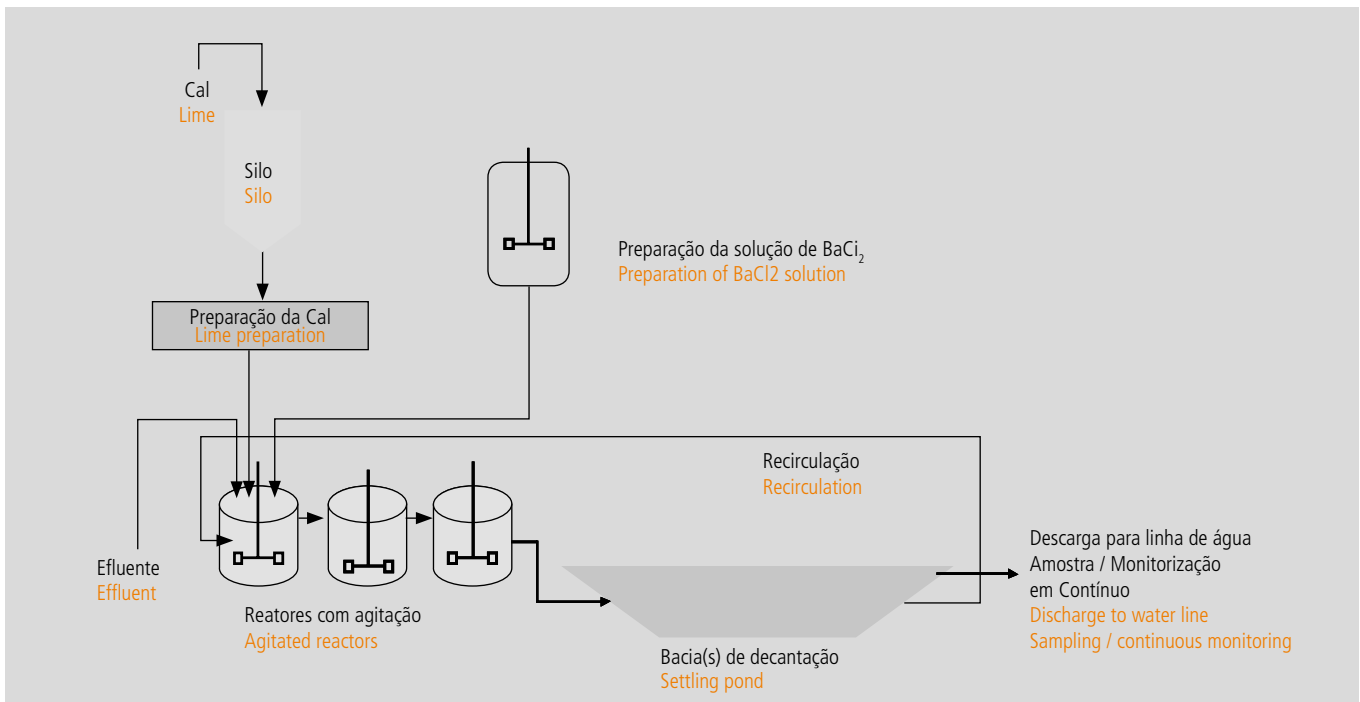 Cal
Lime
Silo
Silo
Preparação da solução de BaCi2
Preparation of BaCl2 solution
Preparação da Cal
Lime preparation
Recirculação
Recirculation
Efluente
Effluent
Reatores com agitação
Agitated reactors
Descarga para linha de água
Amostra / Monitorização
em Contínuo
Discharge to water line
Sampling / continuous monitoring
Bacia(s) de decantação
Settling pond